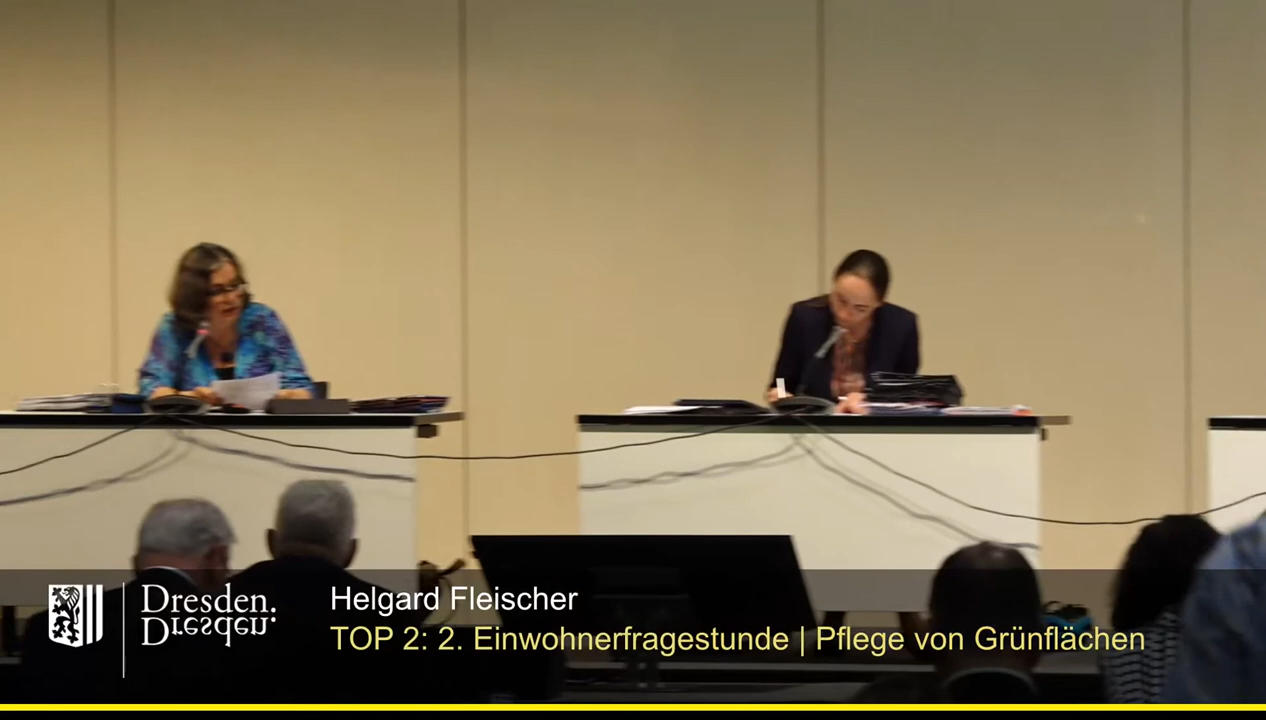 Dresden.
Dresden.
Helgard Fleischer
TOP 2: 2. Einwohnerfragestunde | Pflege von Grünflächen